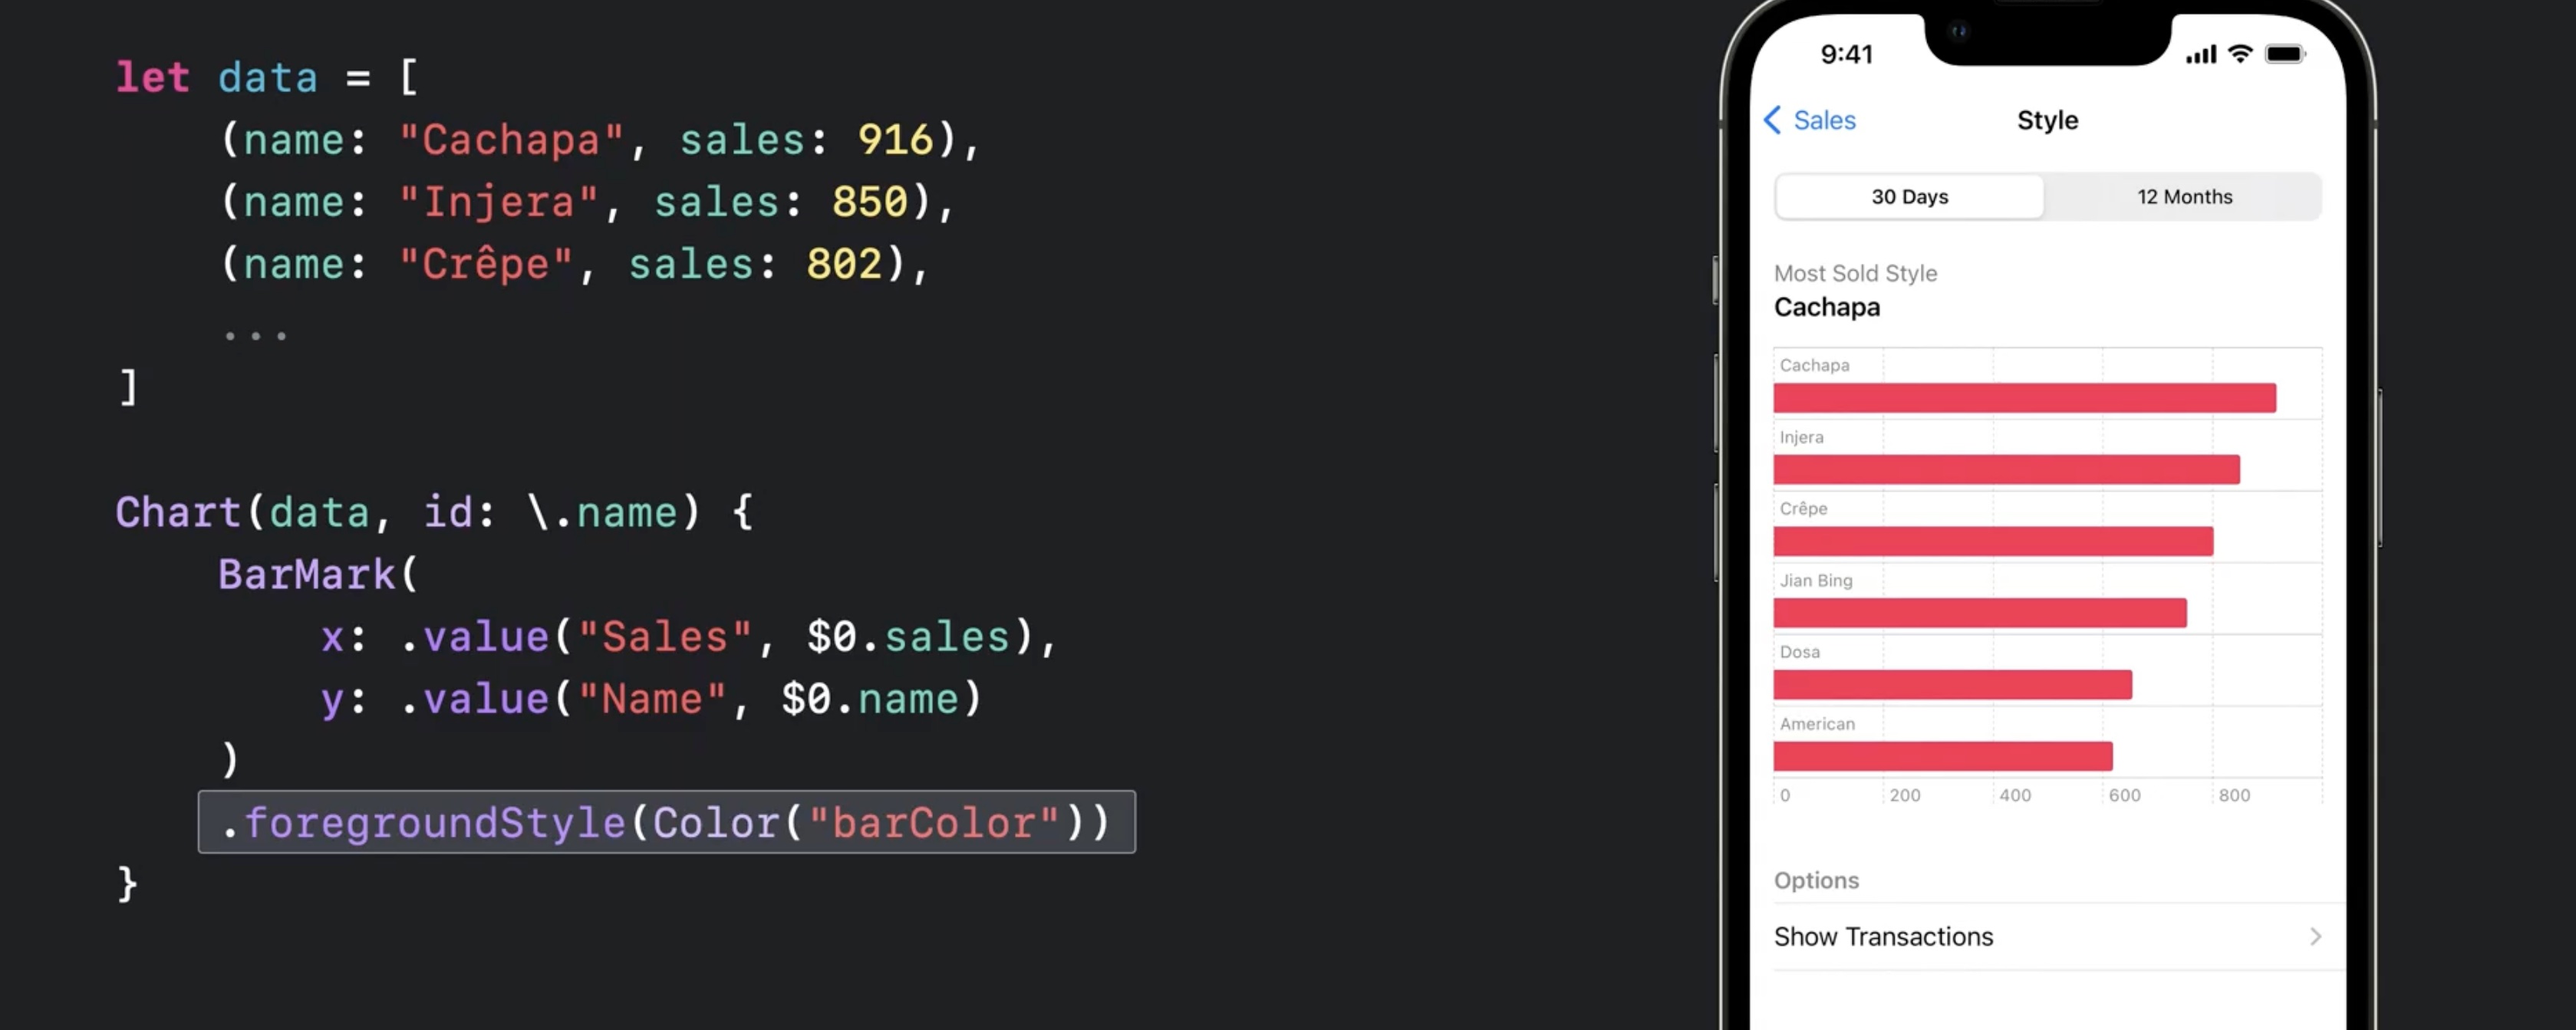 let data = [
(name: "Cachapa", sales: 916),
(name: "Injera", sales: 850),
(name: "Crêpe", sales: 802),
...
]
Chart(data, id: \.name) {
BarMark(
x: .value("Sales", $0.sales),
y: .value("Name", $0.name)
)
.foregroundStyle(Color("barColor"))
}
9:41
Sales
Style
30 Days
12 Months
Most Sold Style
Cachapa
Cachapa
Injera
Crêpe
Jian Bing
Dosa
American
0 200 400 600 800
Options
Show Transactions